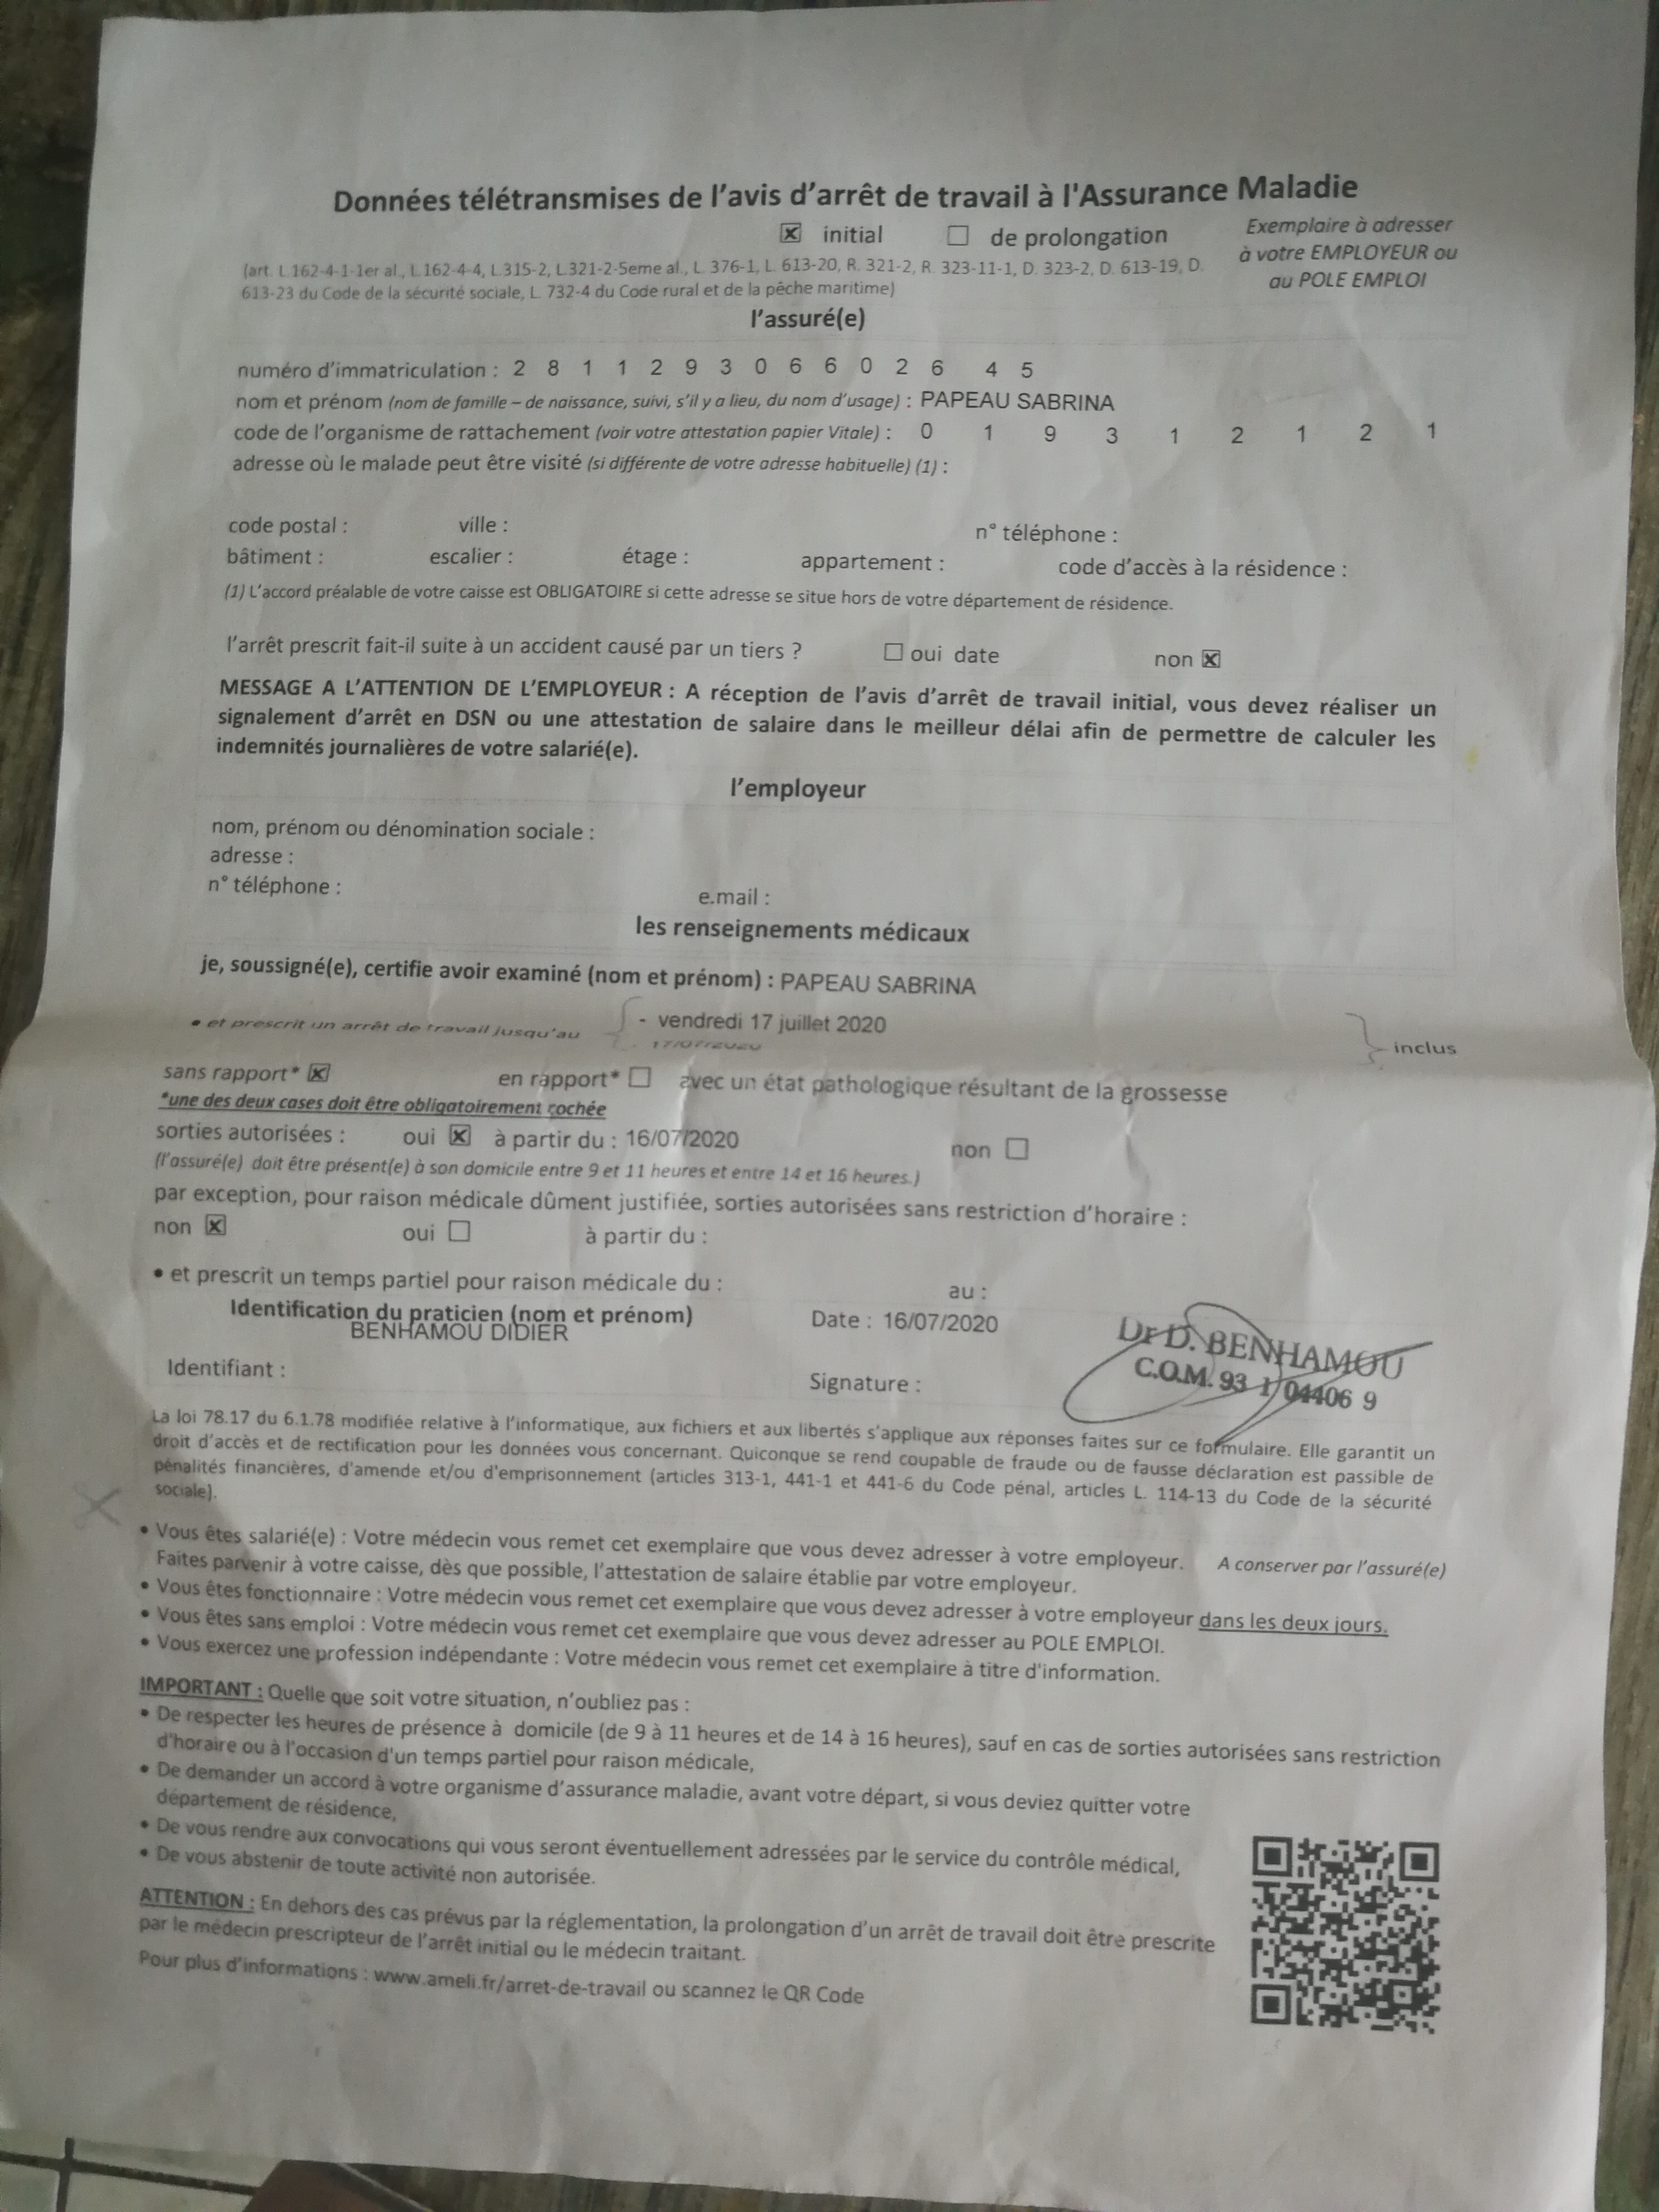 Données télétransmises de l'avis d'arrêt de travail à l'Assurance Maladie
☒ initial ☐ de prolongation
Exemplaire à adresser
à votre EMPLOYEUR ou
au POLE EMPLOI
(art. L.162-4-1-1er al., L.162-4-4, L.315-2, L.321-2-5eme al., L. 376-1, L. 613-20, R. 321-2, R. 323-11-1, D. 323-2, D. 613-19, D.
613-23 du Code de la sécurité sociale, L. 732-4 du Code rural et de la pêche maritime)
l'assuré(e)
numéro d'immatriculation : 2 8 1 1 2 9 3 0 6 6 0 2 6 4 5
nom et prénom (nom de famille – de naissance, suivi, s'il y a lieu, du nom d'usage) : PAPEAU SABRINA
code de l'organisme de rattachement (voir votre attestation papier Vitale) : 0 1 9 3 1 2 1 2 1
adresse où le malade peut être visité (si différente de votre adresse habituelle) (1) :
code postal : ville : n° téléphone :
bâtiment : escalier : étage : appartement : code d'accès à la résidence :
(1) L'accord préalable de votre caisse est OBLIGATOIRE si cette adresse se situe hors de votre département de résidence.
l'arrêt prescrit fait-il suite à un accident causé par un tiers ? ☐ oui date non ☒
MESSAGE A L'ATTENTION DE L'EMPLOYEUR : A réception de l'avis d'arrêt de travail initial, vous devez réaliser un
signalement d'arrêt en DSN ou une attestation de salaire dans le meilleur délai afin de permettre de calculer les
indemnités journalières de votre salarié(e).
l'employeur
nom, prénom ou dénomination sociale :
adresse :
n° téléphone : e.mail :
les renseignements médicaux
je, soussigné(e), certifie avoir examiné (nom et prénom) : PAPEAU SABRINA
• et prescrit un arrêt de travail jusqu'au - vendredi 17 juillet 2020
- 17/07/2020 inclus
sans rapport* ☒ en rapport* ☐ avec un état pathologique résultant de la grossesse
*une des deux cases doit être obligatoirement cochée
sorties autorisées : oui ☒ à partir du : 16/07/2020 non ☐
(l'assuré(e) doit être présent(e) à son domicile entre 9 et 11 heures et entre 14 et 16 heures.)
par exception, pour raison médicale dûment justifiée, sorties autorisées sans restriction d'horaire :
non ☒ oui ☐ à partir du :
• et prescrit un temps partiel pour raison médicale du : au :
Identification du praticien (nom et prénom) Date : 16/07/2020
BENHAMOU DIDIER
Dr D. BENHAMOU
C.O.M. 93 1 04406 9
Identifiant : Signature :
La loi 78.17 du 6.1.78 modifiée relative à l'informatique, aux fichiers et aux libertés s'applique aux réponses faites sur ce formulaire. Elle garantit un
droit d'accès et de rectification pour les données vous concernant. Quiconque se rend coupable de fraude ou de fausse déclaration est passible de
pénalités financières, d'amende et/ou d'emprisonnement (articles 313-1, 441-1 et 441-6 du Code pénal, articles L. 114-13 du Code de la sécurité
sociale).
• Vous êtes salarié(e) : Votre médecin vous remet cet exemplaire que vous devez adresser à votre employeur. A conserver par l'assuré(e)
Faites parvenir à votre caisse, dès que possible, l'attestation de salaire établie par votre employeur.
• Vous êtes fonctionnaire : Votre médecin vous remet cet exemplaire que vous devez adresser à votre employeur dans les deux jours.
• Vous êtes sans emploi : Votre médecin vous remet cet exemplaire que vous devez adresser au POLE EMPLOI.
• Vous exercez une profession indépendante : Votre médecin vous remet cet exemplaire à titre d'information.
IMPORTANT : Quelle que soit votre situation, n'oubliez pas :
• De respecter les heures de présence à domicile (de 9 à 11 heures et de 14 à 16 heures), sauf en cas de sorties autorisées sans restriction
d'horaire ou à l'occasion d'un temps partiel pour raison médicale,
• De demander un accord à votre organisme d'assurance maladie, avant votre départ, si vous deviez quitter votre
département de résidence,
• De vous rendre aux convocations qui vous seront éventuellement adressées par le service du contrôle médical,
• De vous abstenir de toute activité non autorisée.
ATTENTION : En dehors des cas prévus par la réglementation, la prolongation d'un arrêt de travail doit être prescrite
par le médecin prescripteur de l'arrêt initial ou le médecin traitant.
Pour plus d'informations : www.ameli.fr/arret-de-travail ou scannez le QR Code